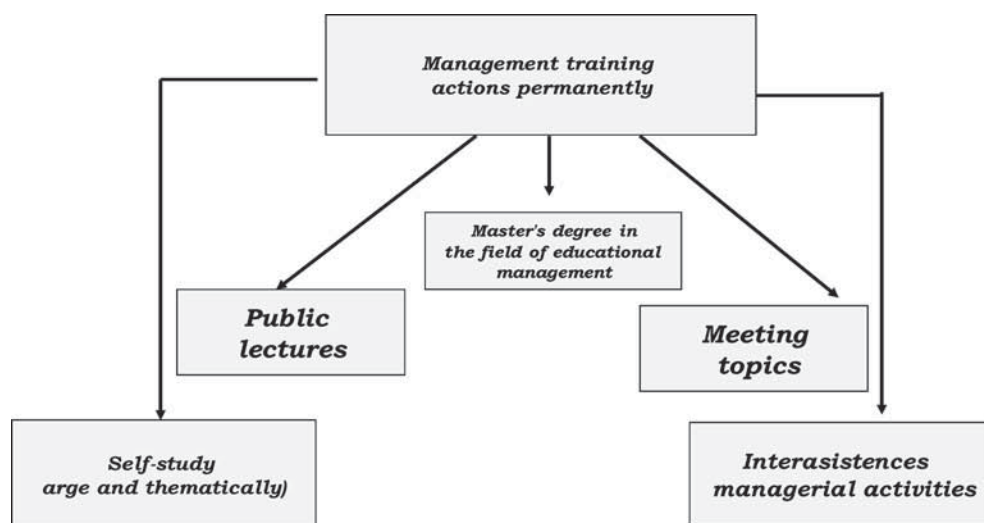 Management training
actions permanently
Master's degree in
the field of educational
management
Public
lectures
Meeting
topics
Self-study
arge and thematically)
Interasistences
managerial activities